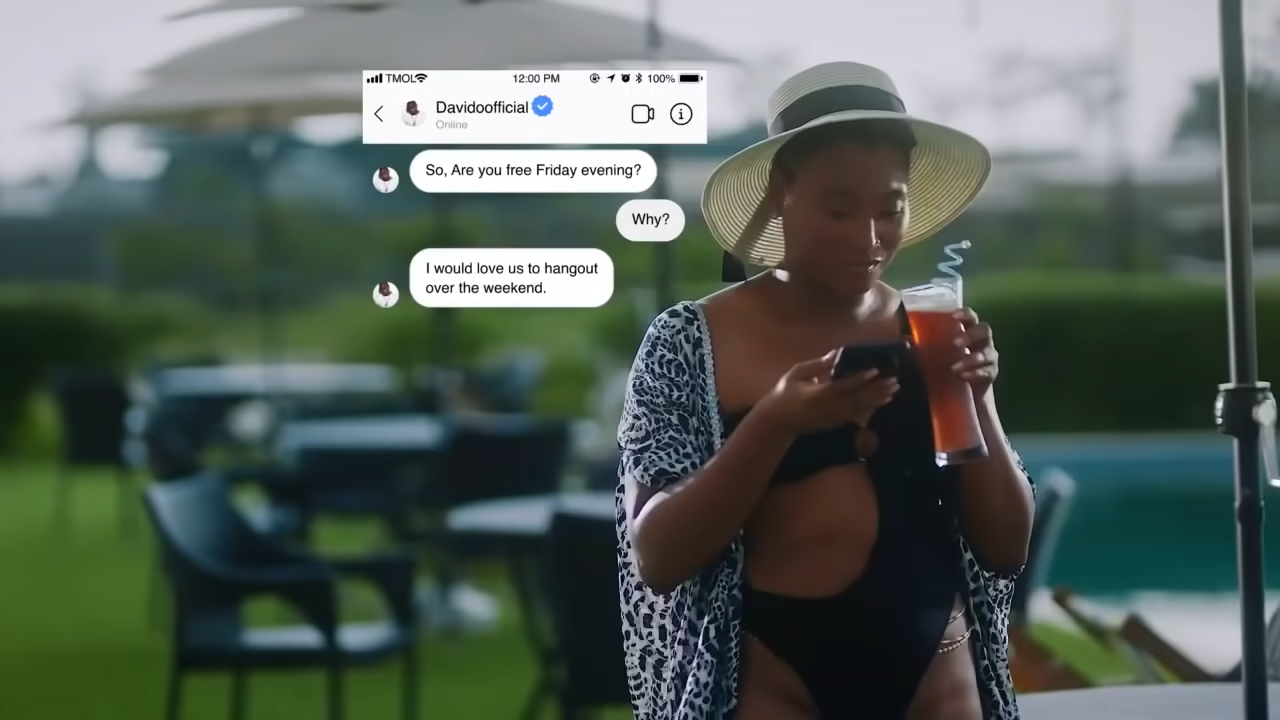 TMOL 12:00 PM 100%
Davidoofficial
Online
So, Are you free Friday evening?
Why?
I would love us to hangout
over the weekend.